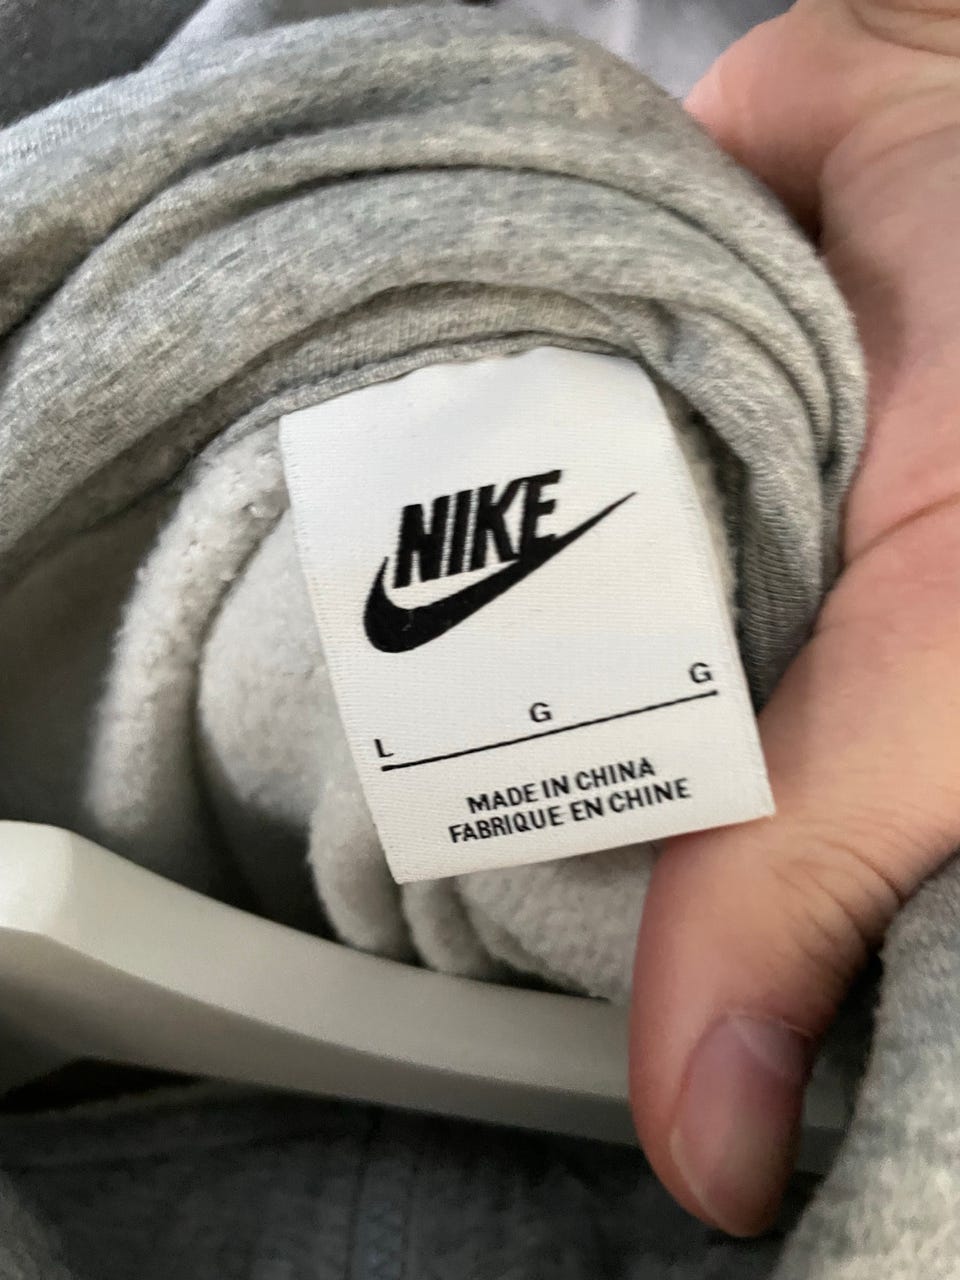 NIKE
L G G
MADE IN CHINA
FABRIQUE EN CHINE